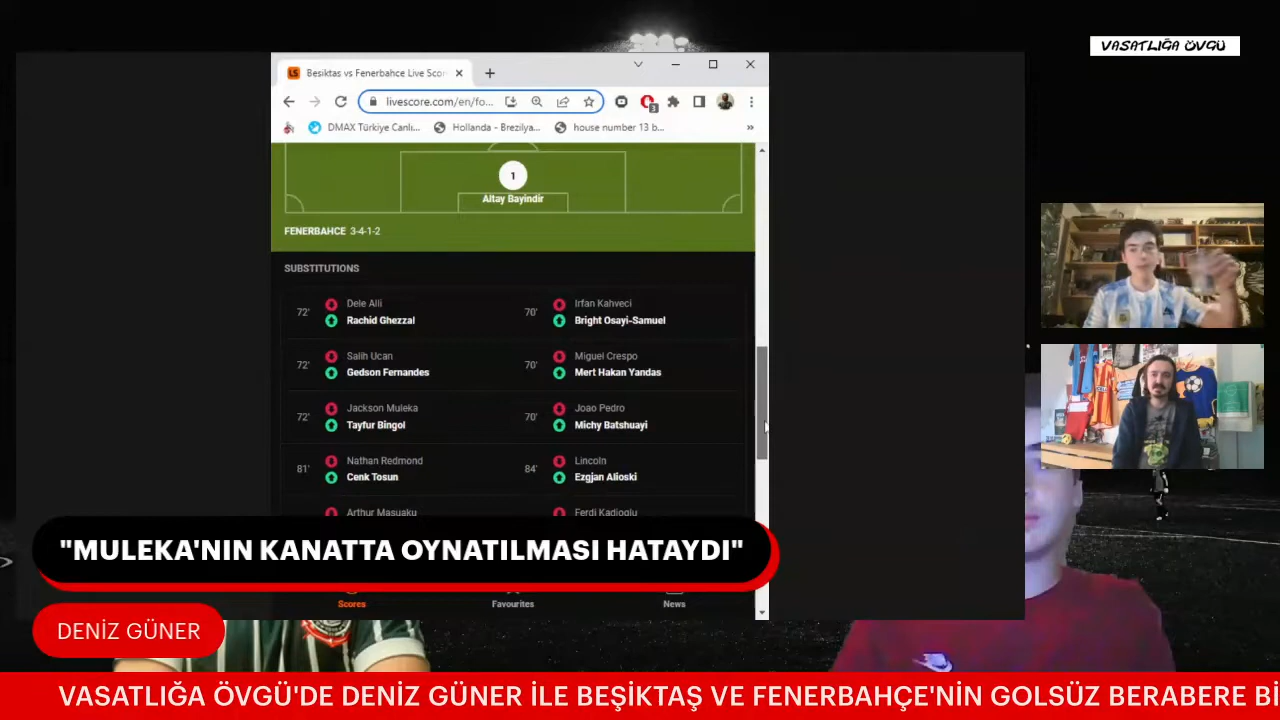 VASATLIĞA ÖVGÜ
LS Besiktas vs Fenerbahce Live Scor
livescore.com/en/fo...
3
DMAX Türkiye Canlı... Hollanda - Brezilya... house number 13 b...
1
Altay Bayindir
FENERBAHCE 3-4-1-2
SUBSTITUTIONS
72' Dele Alli 70' Irfan Kahveci
Rachid Ghezzal Bright Osayi-Samuel
72' Salih Ucan 70' Miguel Crespo
Gedson Fernandes Mert Hakan Yandas
72' Jackson Muleka 70' Joao Pedro
Tayfur Bingol Michy Batshuayi
81' Nathan Redmond 84' Lincoln
Cenk Tosun Ezgjan Alioski
Arthur Masuaku Ferdi Kadioglu
"MULEKA'NIN KANATTA OYNATILMASI HATAYDI"
Scores Favourites News
DENİZ GÜNER
VASATLIĞA ÖVGÜ'DE DENİZ GÜNER İLE BEŞİKTAŞ VE FENERBAHÇE'NİN GOLSÜZ BERABERE Bİ